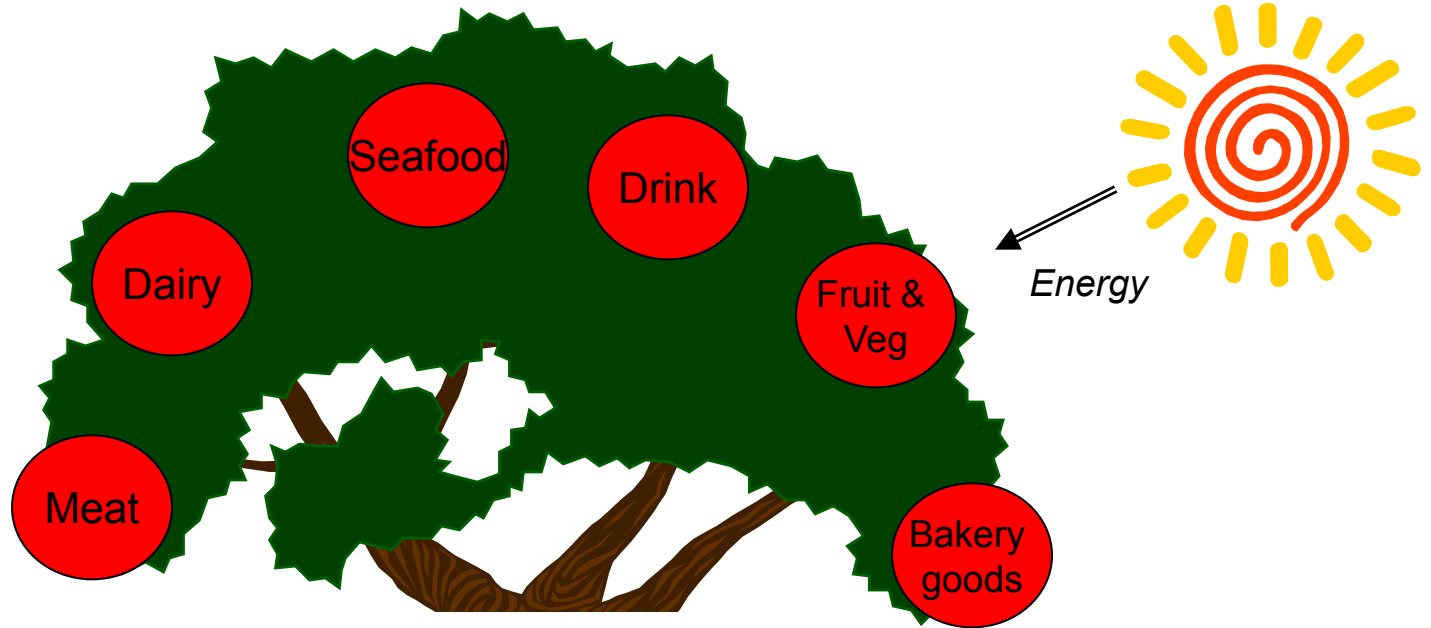 Seafood
Drink
Dairy
Fruit &
Veg
Energy
Meat
Bakery
goods